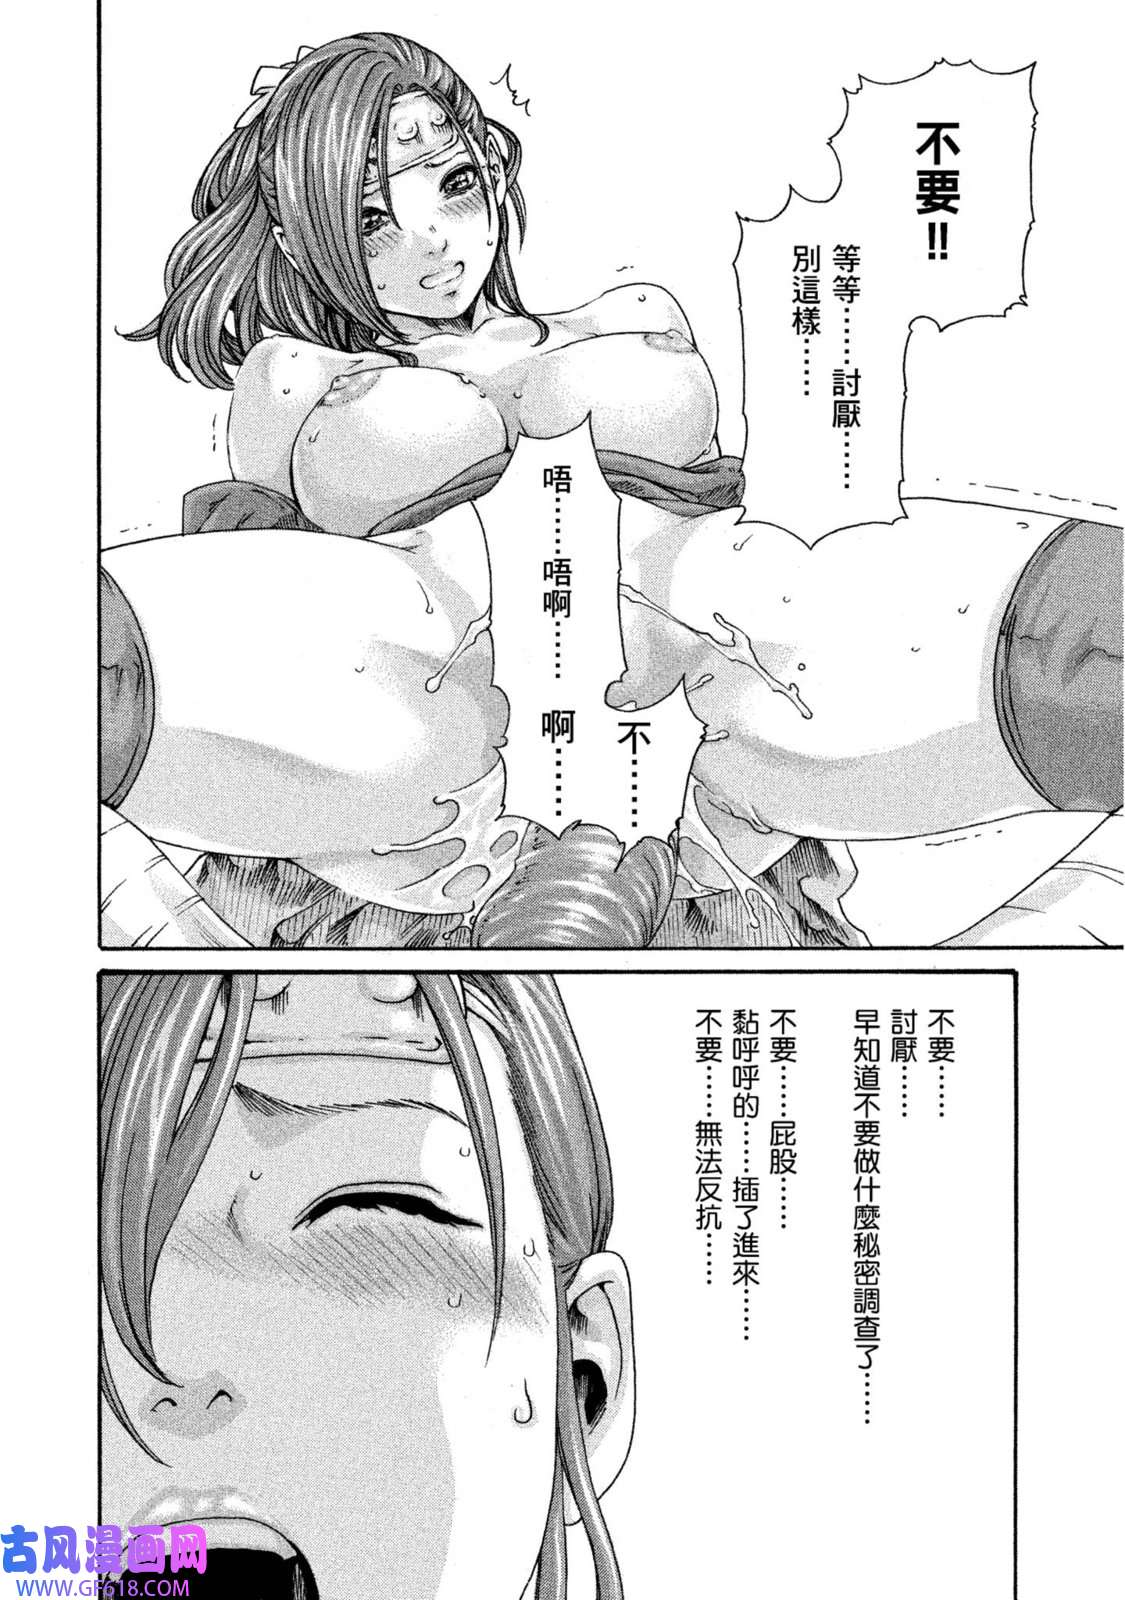 不要!!
等等……討厭……
別這樣……
不……
唔……唔啊……
啊……
不要……
討厭……
早知道不要做什麼秘密調查了……
不要……屁股……
黏呼呼的……插了進來……
不要……無法反抗……
古风漫画网
WWW.GF618.COM